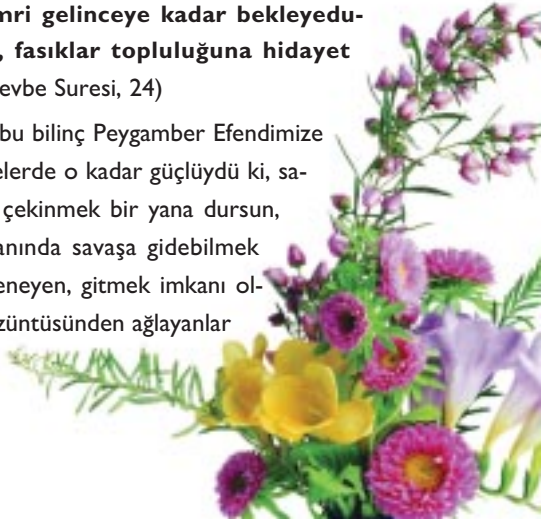 mri gelinceye kadar bekleyedu-
, fasıklar topluluğuna hidayet
evbe Suresi, 24)
bu bilinç Peygamber Efendimize
elerde o kadar güçlüydü ki, sa-
çekinmek bir yana dursun,
anında savaşa gidebilmek
eneyen, gitmek imkanı ol-
züntüsünden ağlayanlar